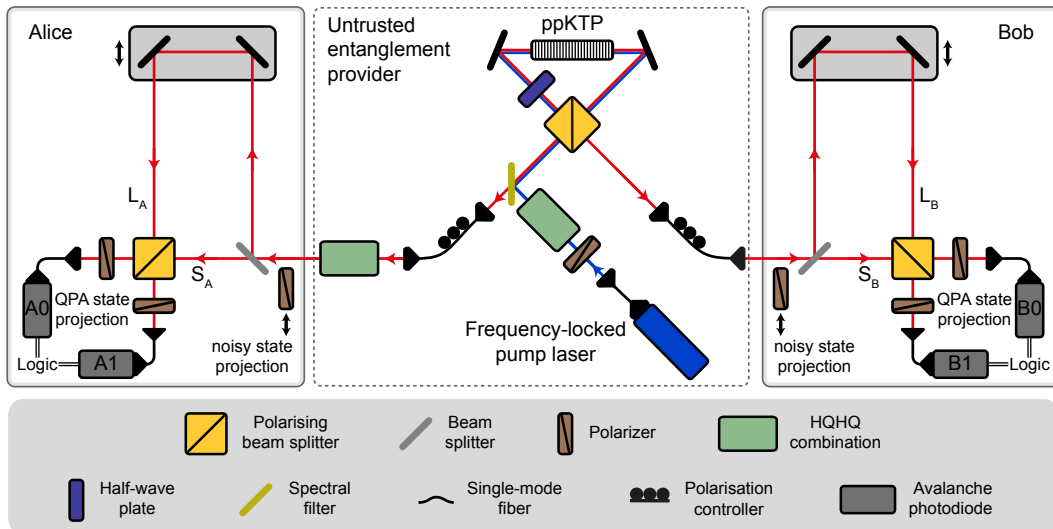 Alice
Untrusted
entanglement
provider
ppKTP
Bob
L_A
L_B
S_A
S_B
A0
QPA state
projection
A1
Logic
noisy state
projection
Frequency-locked
pump laser
noisy state
projection
QPA state
projection
B0
B1
Logic
Polarising
beam splitter
Beam
splitter
Polarizer
HQHQ
combination
Half-wave
plate
Spectral
filter
Single-mode
fiber
Polarisation
controller
Avalanche
photodiode